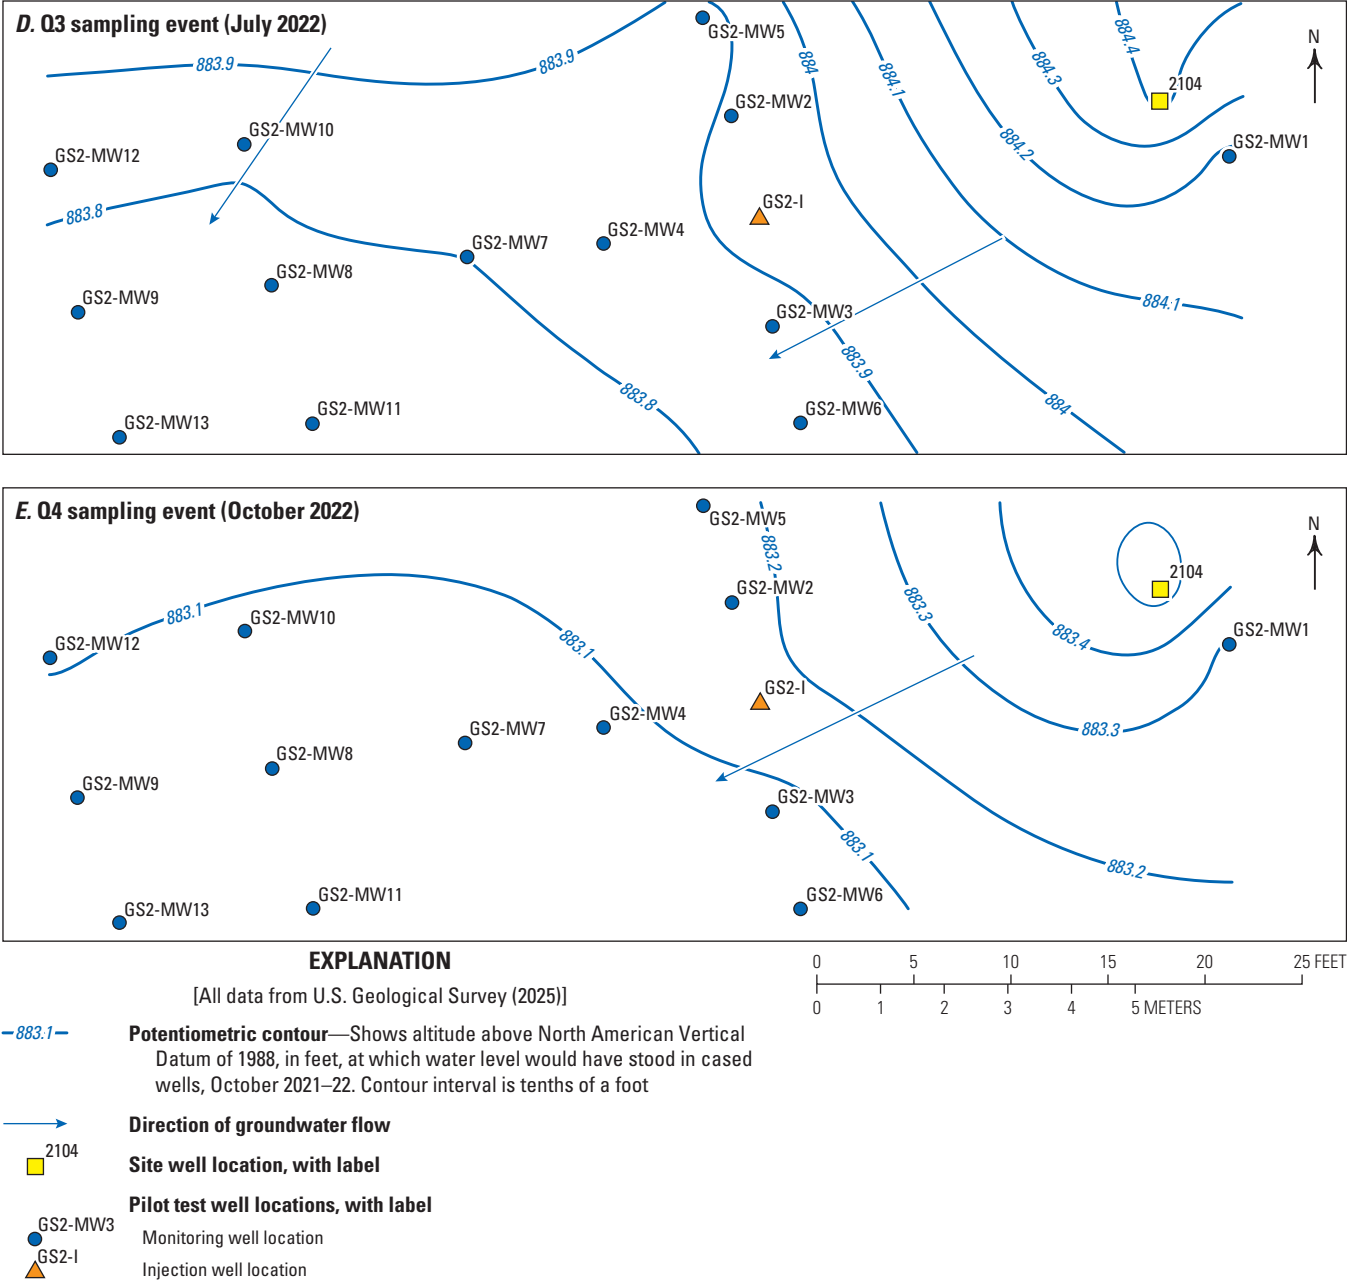 D. Q3 sampling event (July 2022)
883.9
883.9
GS2-MW5
884
884.1
884.2
884.3
884.4
2104
N
GS2-MW10
GS2-MW12
GS2-MW2
GS2-MW1
883.8
GS2-I
GS2-MW4
GS2-MW7
GS2-MW8
GS2-MW9
884.1
GS2-MW3
883.9
883.8
884
GS2-MW6
GS2-MW11
GS2-MW13
E. Q4 sampling event (October 2022)
GS2-MW5
883.2
N
2104
GS2-MW2
883.3
883.1
GS2-MW10
GS2-MW12
883.1
883.4
GS2-MW1
GS2-I
GS2-MW4
GS2-MW7
883.3
GS2-MW8
GS2-MW9
GS2-MW3
883.1
883.2
GS2-MW6
GS2-MW11
GS2-MW13
EXPLANATION
[All data from U.S. Geological Survey (2025)]
0 5 10 15 20 25 FEET
0 1 2 3 4 5 METERS
883.1
Potentiometric contour—Shows altitude above North American Vertical
Datum of 1988, in feet, at which water level would have stood in cased
wells, October 2021–22. Contour interval is tenths of a foot
Direction of groundwater flow
2104
Site well location, with label
Pilot test well locations, with label
GS2-MW3
Monitoring well location
GS2-I
Injection well location